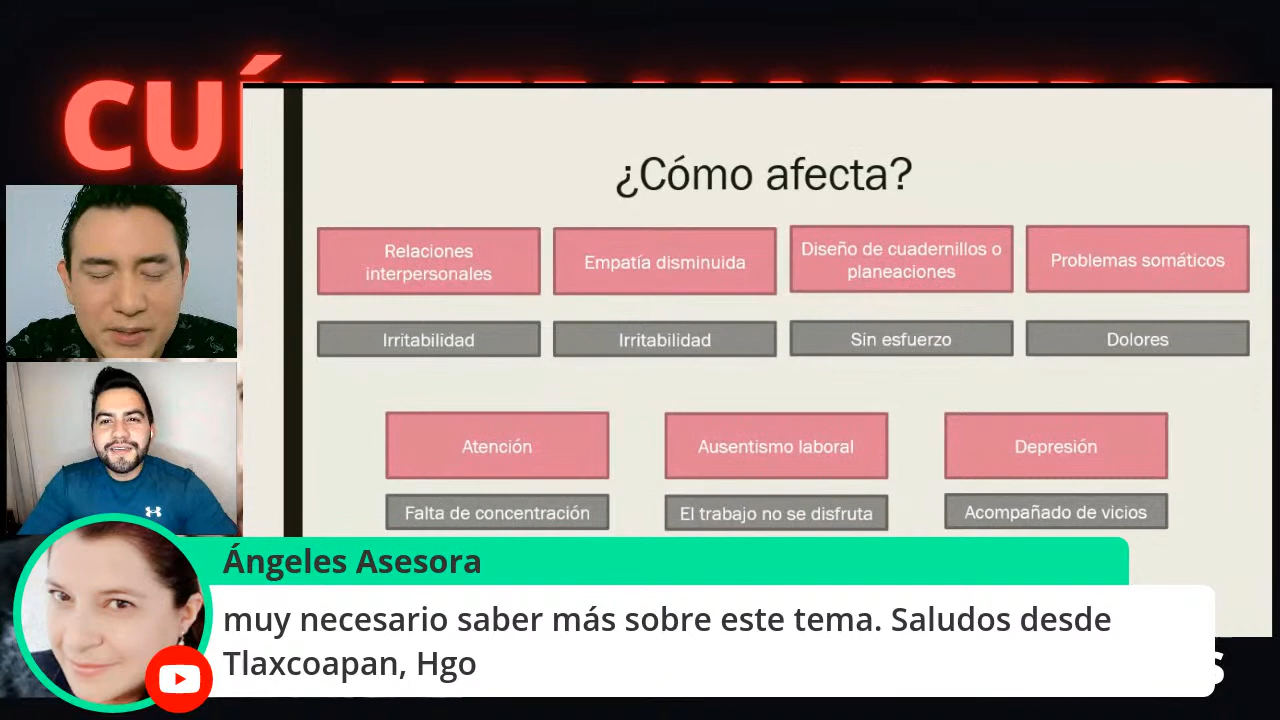 CUÍ
¿Cómo afecta?
Relaciones
interpersonales
Empatía disminuida
Diseño de cuadernillos o
planeaciones
Problemas somáticos
Irritabilidad
Irritabilidad
Sin esfuerzo
Dolores
Atención
Ausentismo laboral
Depresión
Falta de concentración
El trabajo no se disfruta
Acompañado de vicios
Ángeles Asesora
muy necesario saber más sobre este tema. Saludos desde
Tlaxcoapan, Hgo